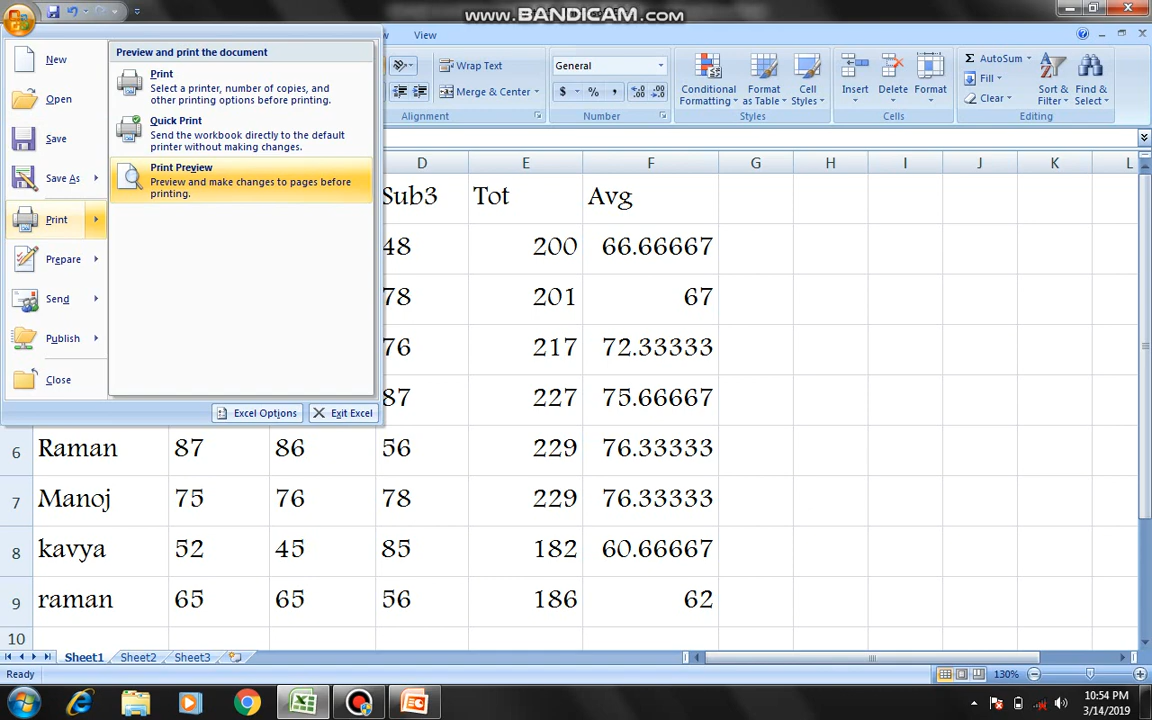 www.BANDICAM.com
View
New
Open
Save
Save As
Print
Prepare
Send
Publish
Close
Preview and print the document
Print
Select a printer, number of copies, and
other printing options before printing.
Quick Print
Send the workbook directly to the default
printer without making changes.
Print Preview
Preview and make changes to pages before
printing.
Excel Options
Exit Excel
Wrap Text
Merge & Center
Alignment
General
$ % ,
Number
Conditional
Formatting
Format
as Table
Cell
Styles
Styles
Insert
Delete
Format
Cells
Σ AutoSum
Fill
Clear
Sort &
Filter
Find &
Select
Editing
D E F G H I J K L
Sub3 Tot Avg
48 200 66.66667
78 201 67
76 217 72.33333
87 227 75.66667
6 Raman 87 86 56 229 76.33333
7 Manoj 75 76 78 229 76.33333
8 kavya 52 45 85 182 60.66667
9 raman 65 65 56 186 62
10
Sheet1 Sheet2 Sheet3
Ready
130%
10:54 PM
3/14/2019